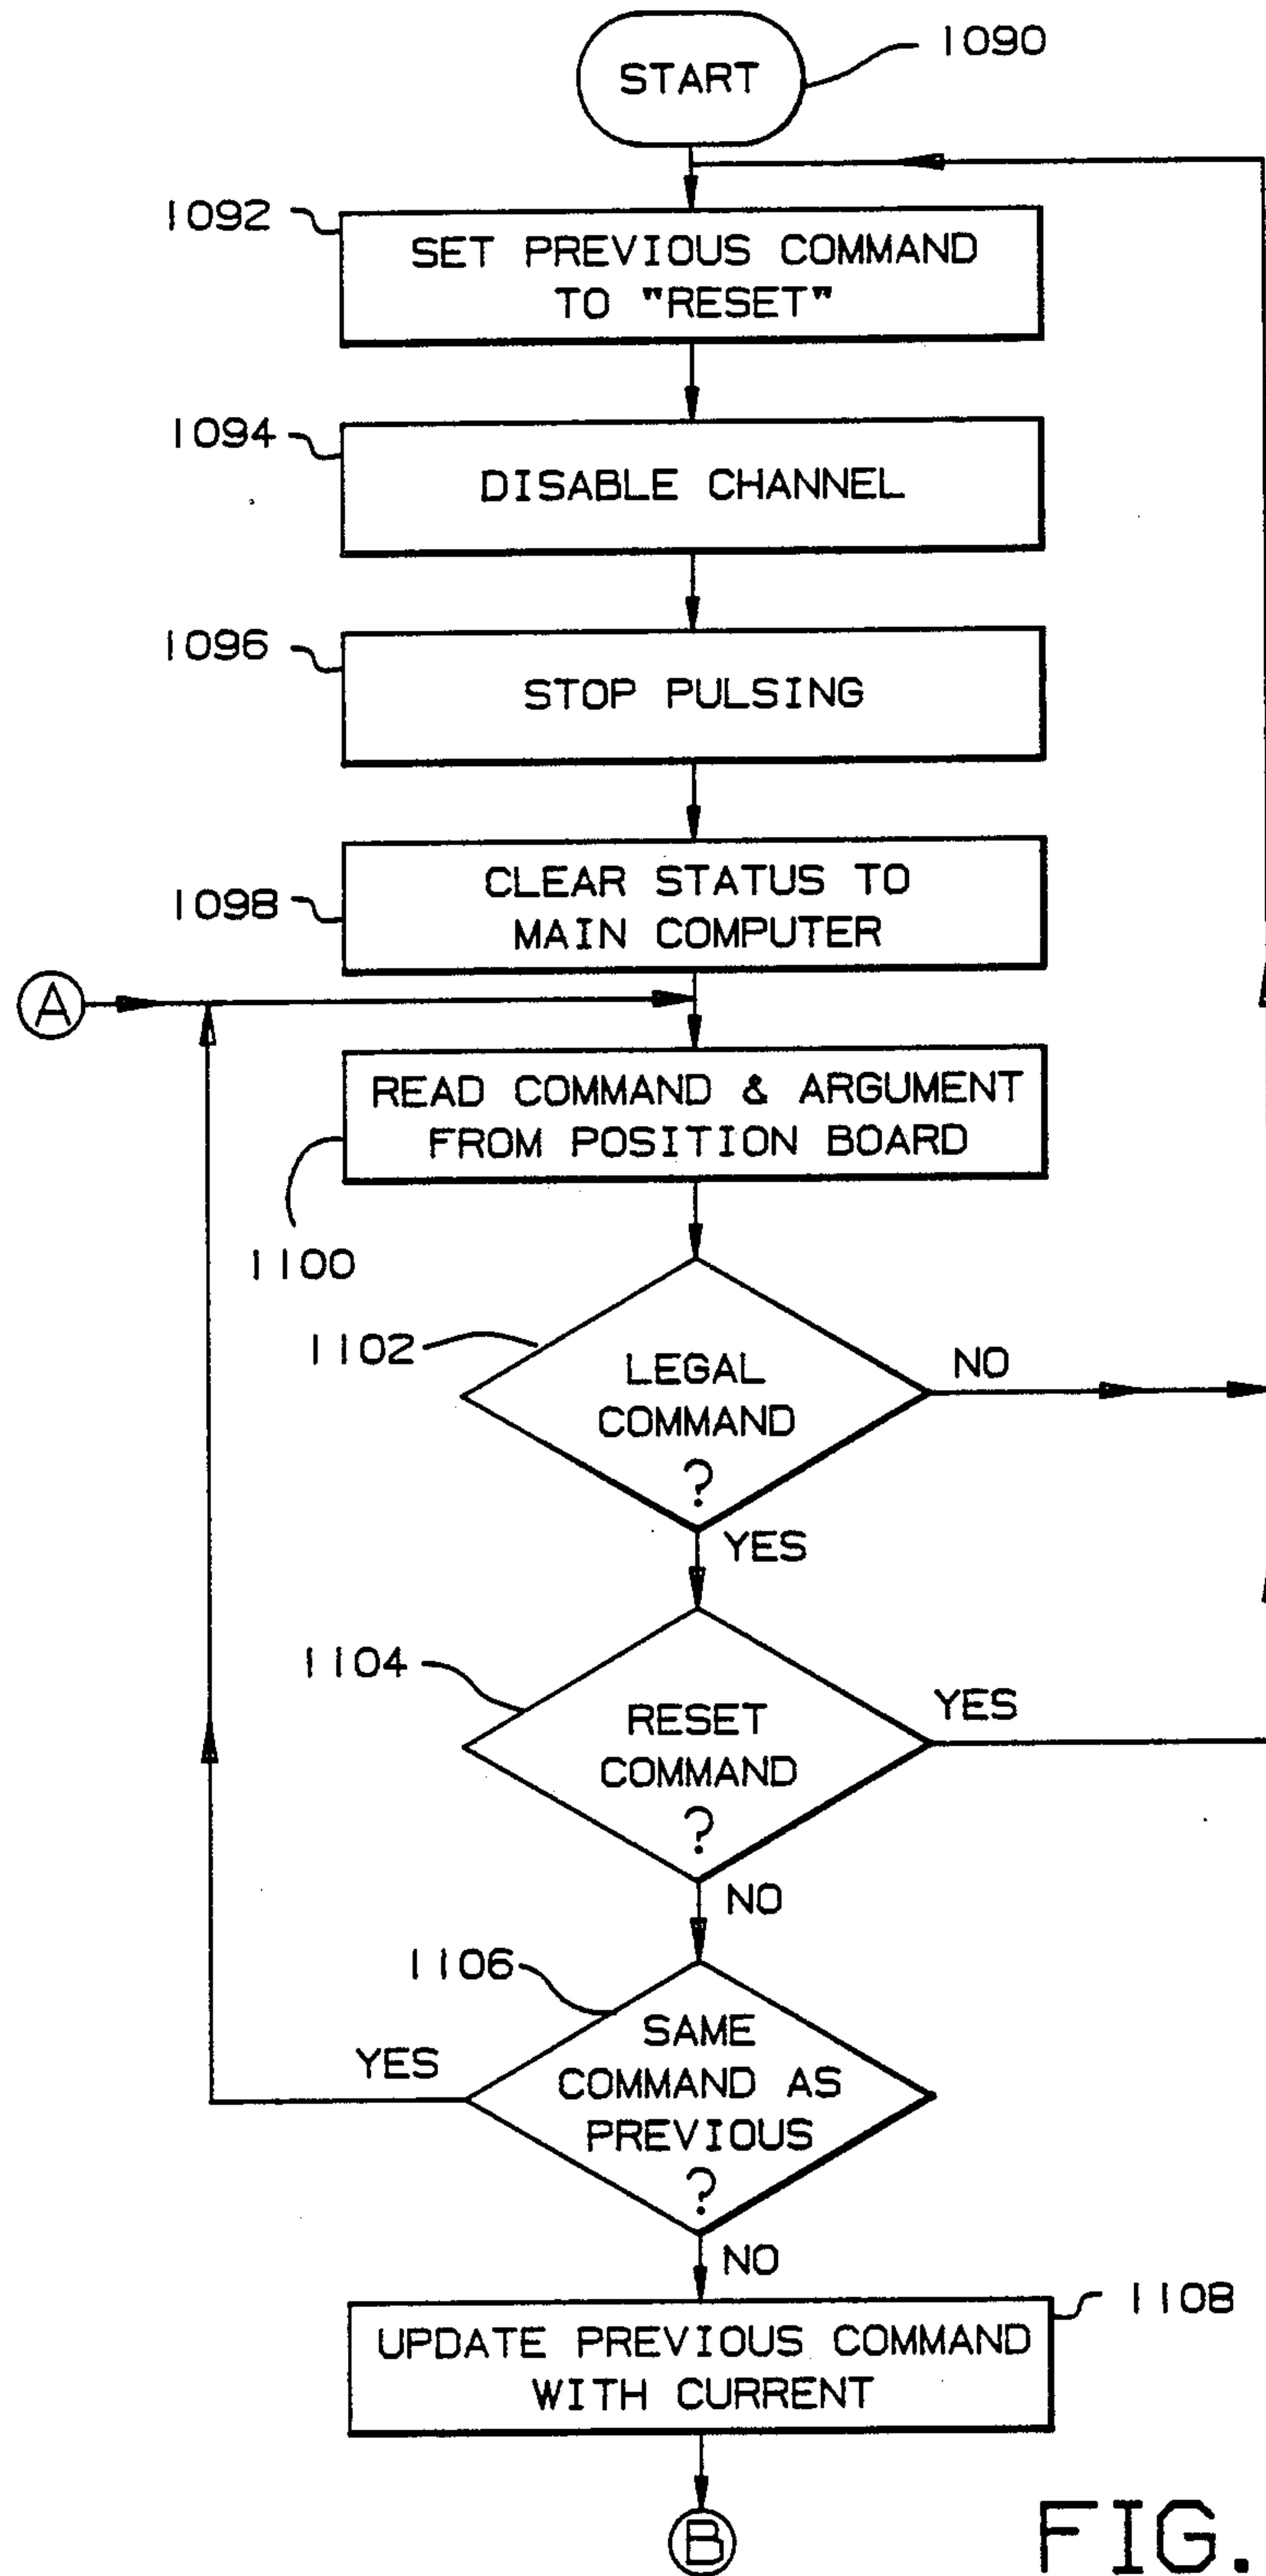 START
1090
1092
SET PREVIOUS COMMAND
TO "RESET"
1094
DISABLE CHANNEL
1096
STOP PULSING
1098
CLEAR STATUS TO
MAIN COMPUTER
A
READ COMMAND & ARGUMENT
FROM POSITION BOARD
1100
1102
LEGAL
COMMAND
?
NO
YES
1104
RESET
COMMAND
?
YES
NO
1106
SAME
COMMAND AS
PREVIOUS
?
YES
NO
1108
UPDATE PREVIOUS COMMAND
WITH CURRENT
B
FIG.